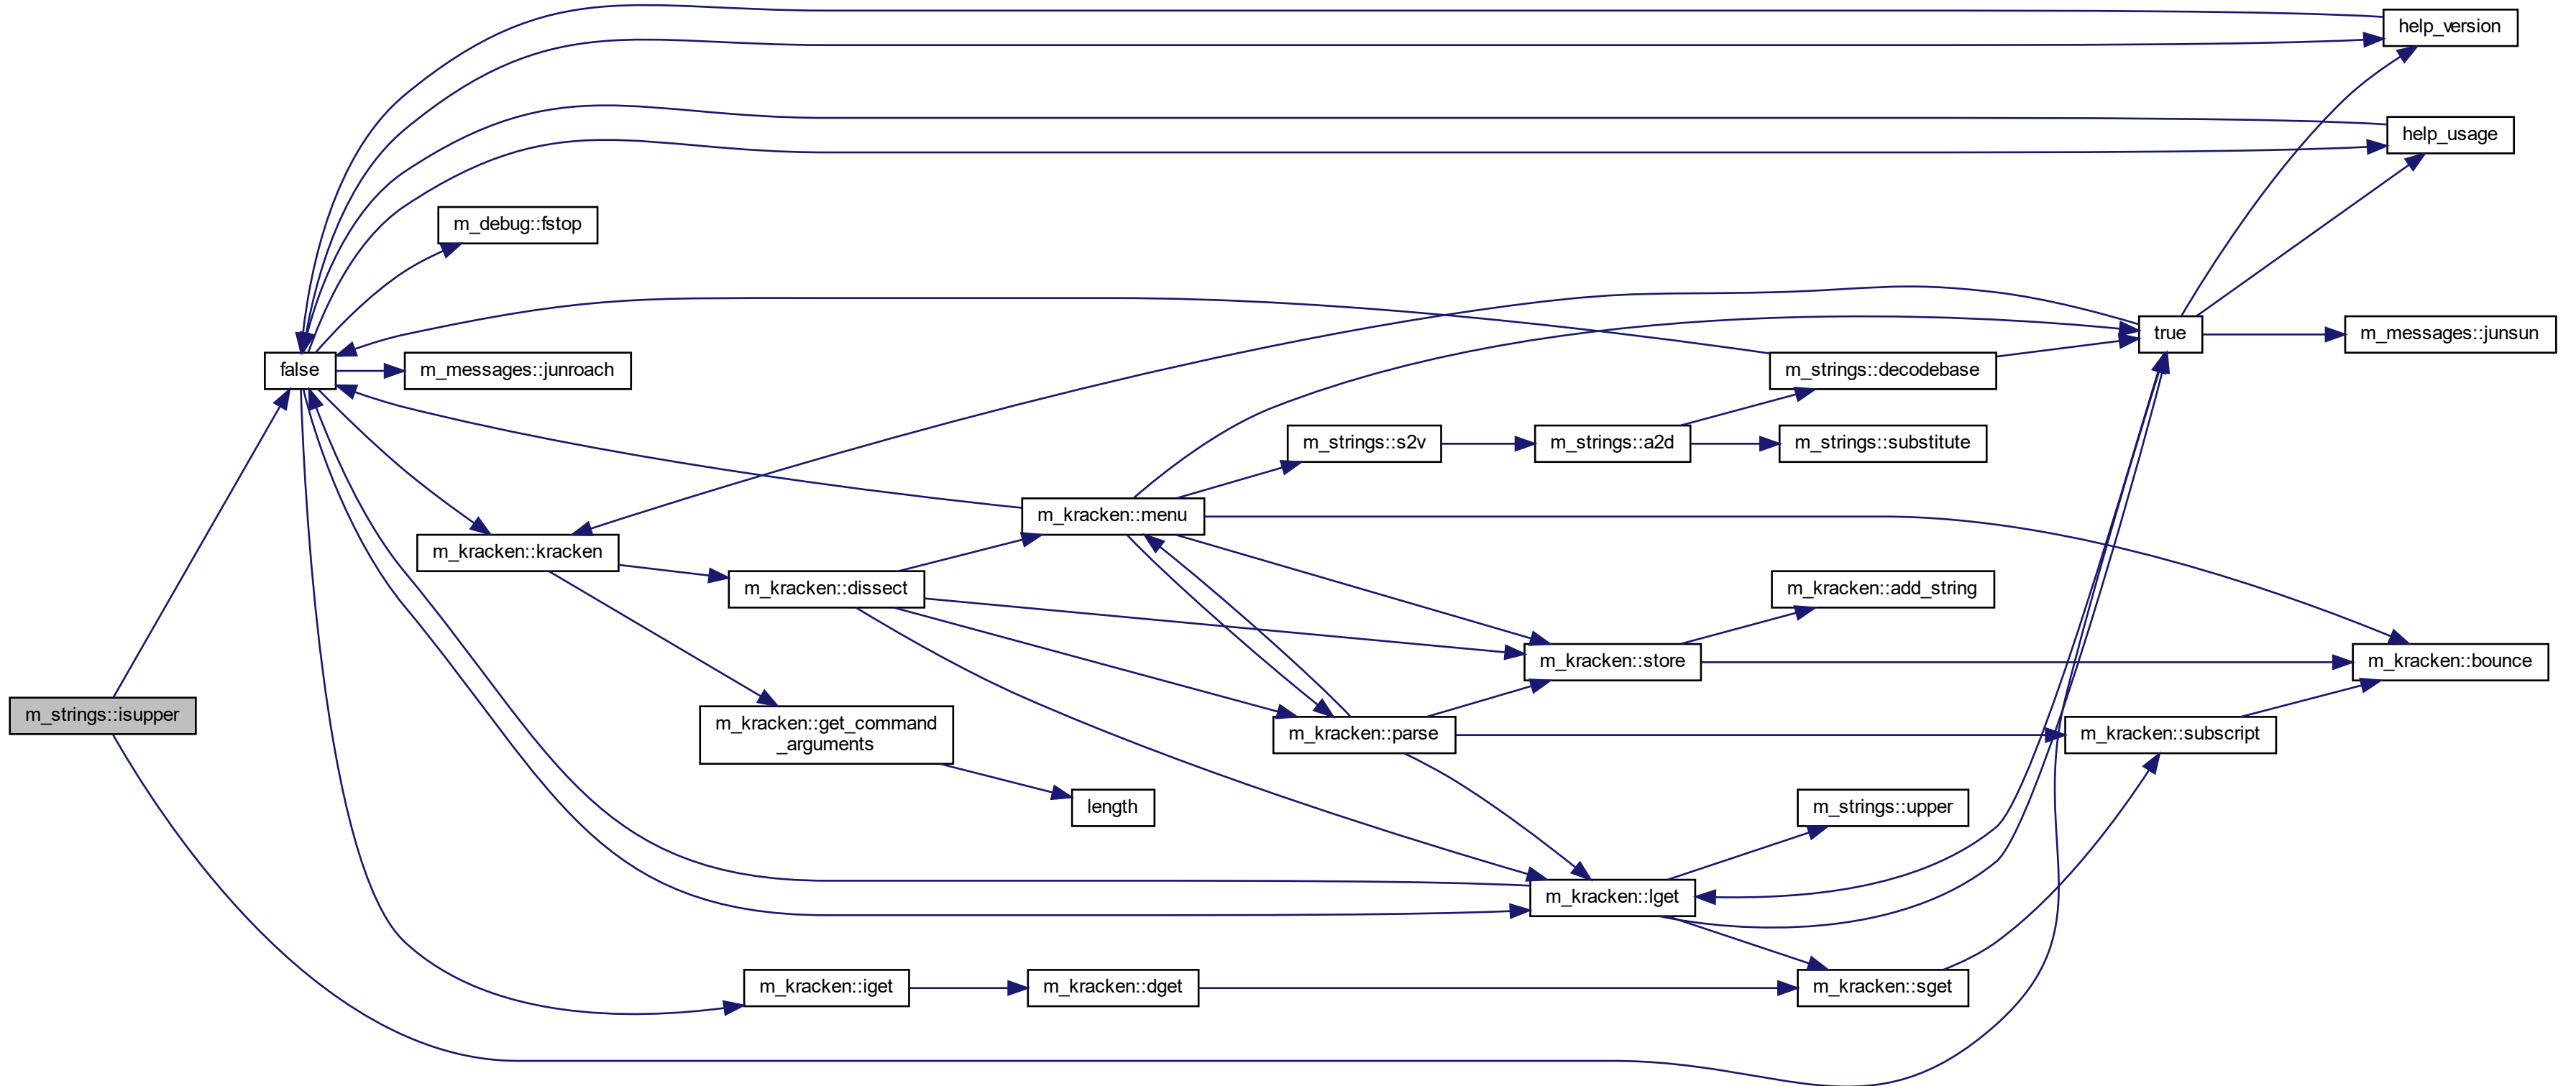 help_version
help_usage
m_debug::fstop
true
m_messages::junsun
false
m_messages::junroach
m_strings::decodebase
m_strings::s2v
m_strings::a2d
m_strings::substitute
m_kracken::menu
m_kracken::kracken
m_kracken::dissect
m_kracken::add_string
m_kracken::store
m_kracken::bounce
m_strings::isupper
m_kracken::get_command
_arguments
m_kracken::parse
m_kracken::subscript
length
m_strings::upper
m_kracken::lget
m_kracken::iget
m_kracken::dget
m_kracken::sget